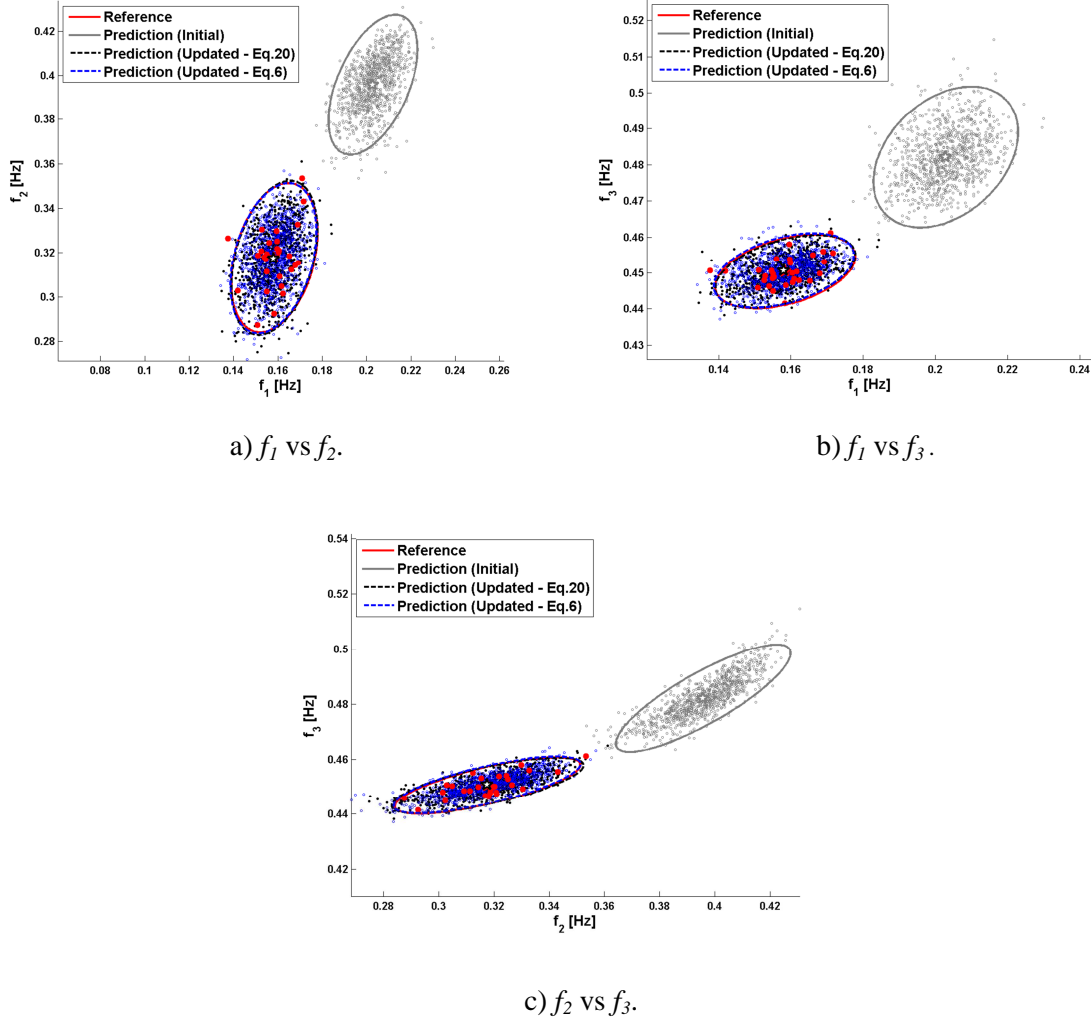 Reference
Prediction (Initial)
Prediction (Updated - Eq.20)
Prediction (Updated - Eq.6)
0.42
0.4
0.38
0.36
0.34
0.32
0.3
0.28
f2 [Hz]
0.08 0.1 0.12 0.14 0.16 0.18 0.2 0.22 0.24 0.26
f1 [Hz]
a) f1 vs f2.
Reference
Prediction (Initial)
Prediction (Updated - Eq.20)
Prediction (Updated - Eq.6)
0.52
0.51
0.5
0.49
0.48
0.47
0.46
0.45
0.44
0.43
f3 [Hz]
0.14 0.16 0.18 0.2 0.22 0.24
f1 [Hz]
b) f1 vs f3 .
Reference
Prediction (Initial)
Prediction (Updated - Eq.20)
Prediction (Updated - Eq.6)
0.54
0.52
0.5
0.48
0.46
0.44
0.42
f3 [Hz]
0.28 0.3 0.32 0.34 0.36 0.38 0.4 0.42
f2 [Hz]
c) f2 vs f3.